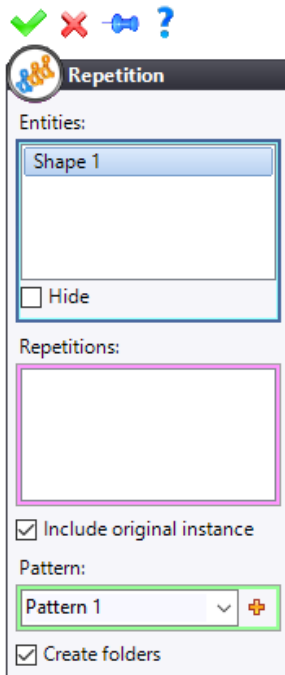 ?
Repetition
Entities:
Shape 1
Hide
Repetitions:
Include original instance
Pattern:
Pattern 1
Create folders